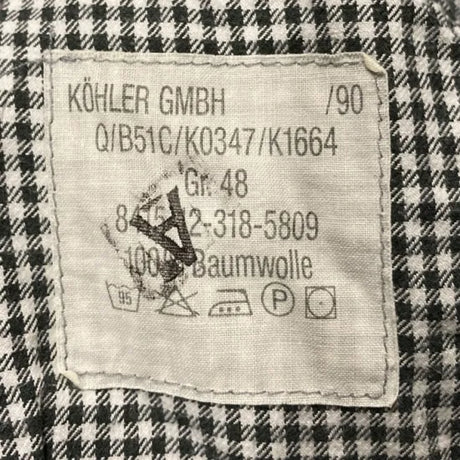 KÖHLER GMBH /90
Q/B51C/K0347/K1664
Gr. 48
2-318-5809
Baumwolle
95 P
A